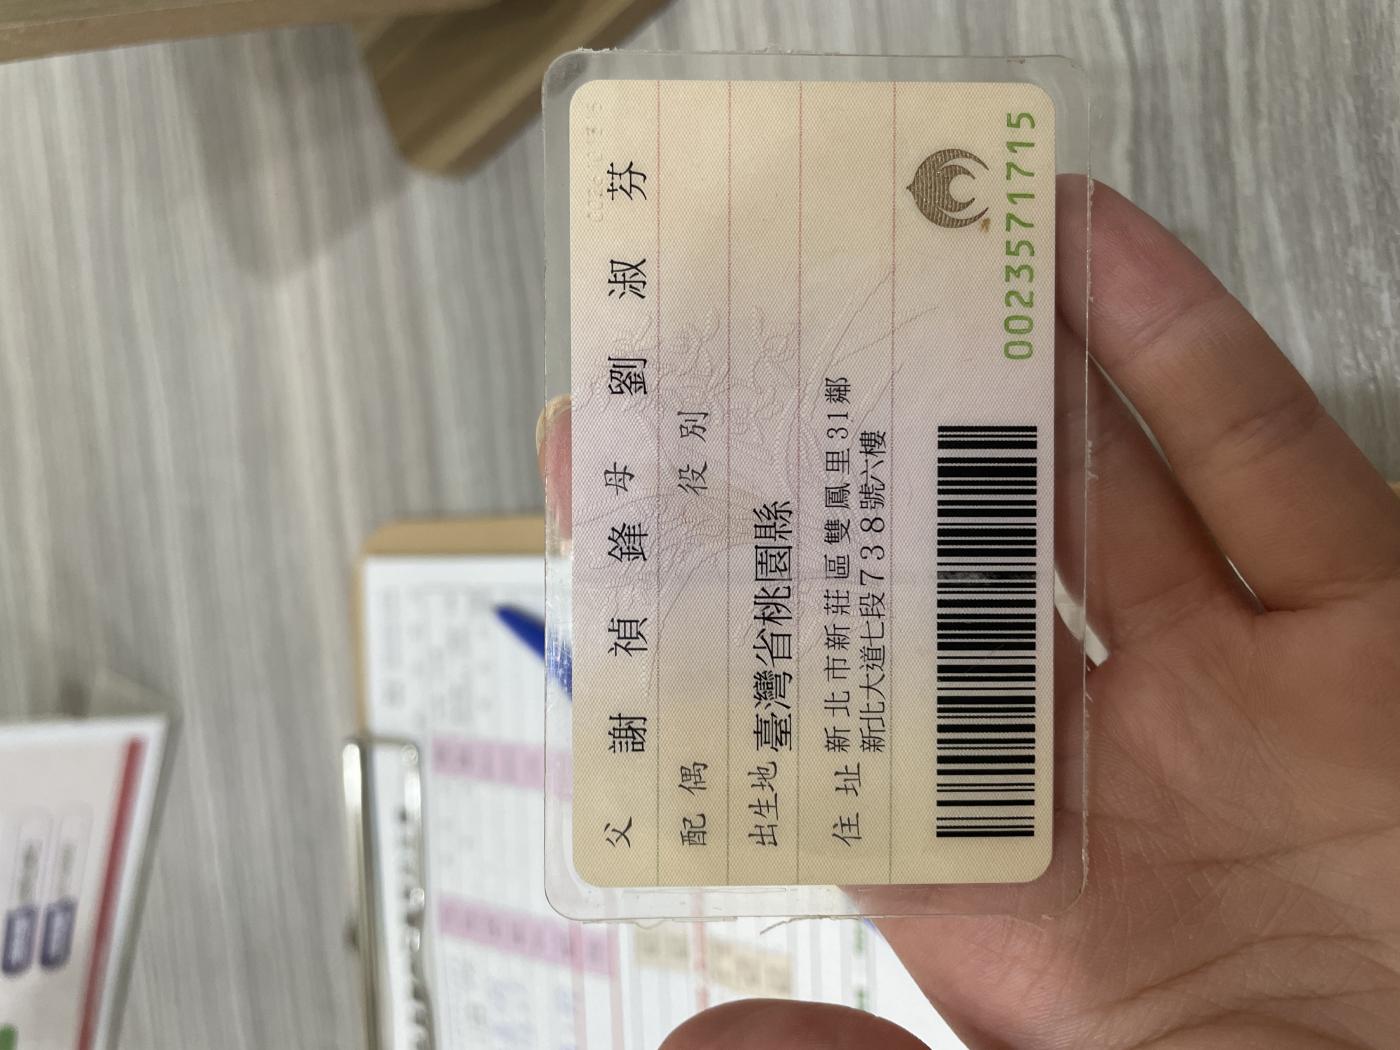 父 謝禎鋒 母 劉淑芬
配偶 役別
出生地 臺灣省桃園縣
住址 新北市新莊區雙鳳里31鄰
新北大道七段738號六樓
0023571715